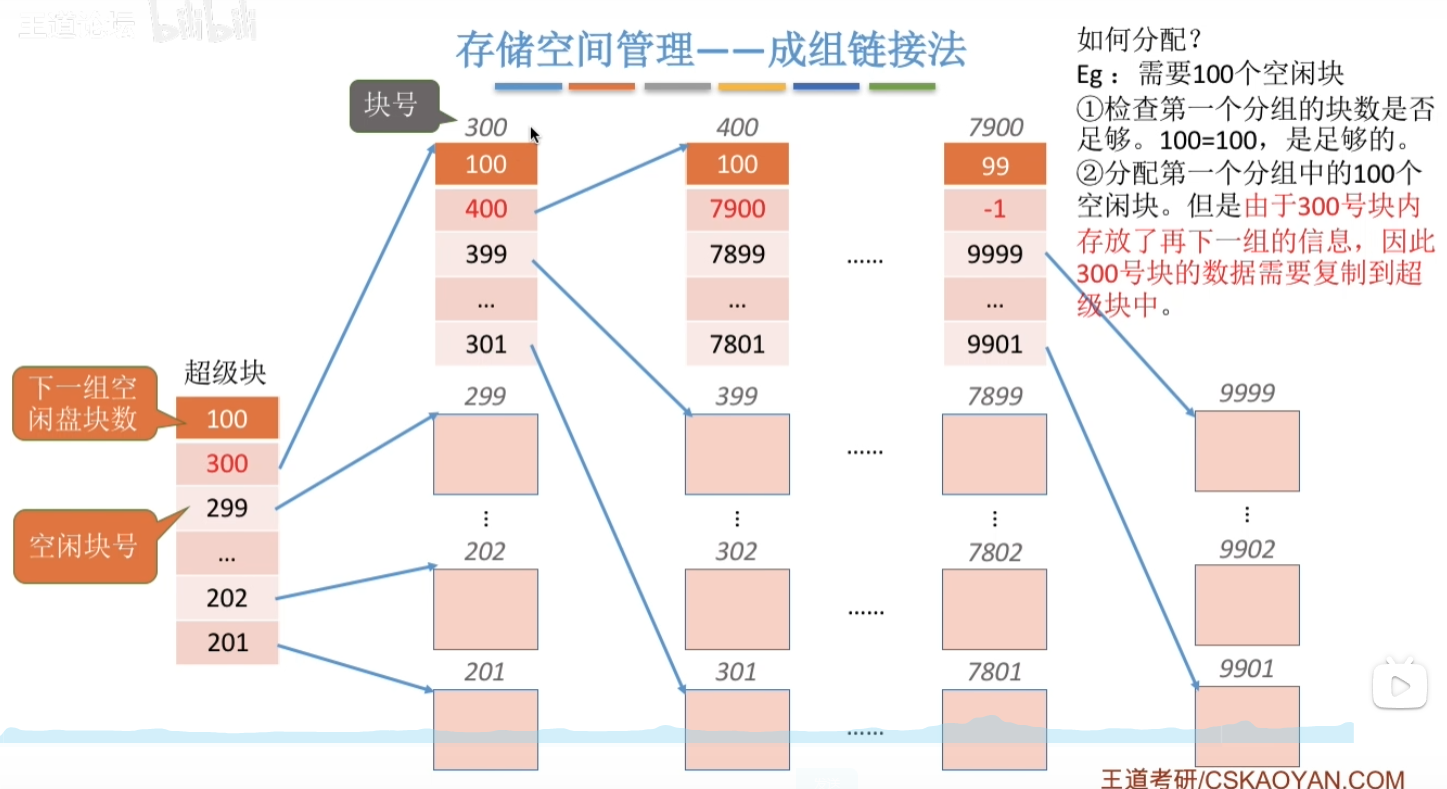 王道论坛 bilibili
存储空间管理——成组链接法
如何分配？
Eg：需要100个空闲块
①检查第一个分组的块数是否
足够。100=100，是足够的。
②分配第一个分组中的100个
空闲块。但是由于300号块内
存放了再下一组的信息，因此
300号块的数据需要复制到超
级块中。
块号
300
400
7900
100
100
99
400
7900
-1
399
7899
......
9999
...
...
...
301
7801
9901
超级块
下一组空
闲盘块数
空闲块号
100
300
299
...
202
201
299
399
7899
9999
......
⋮
⋮
⋮
⋮
202
302
7802
9902
......
201
301
7801
9901
......
王道考研/CSKAOYAN.COM